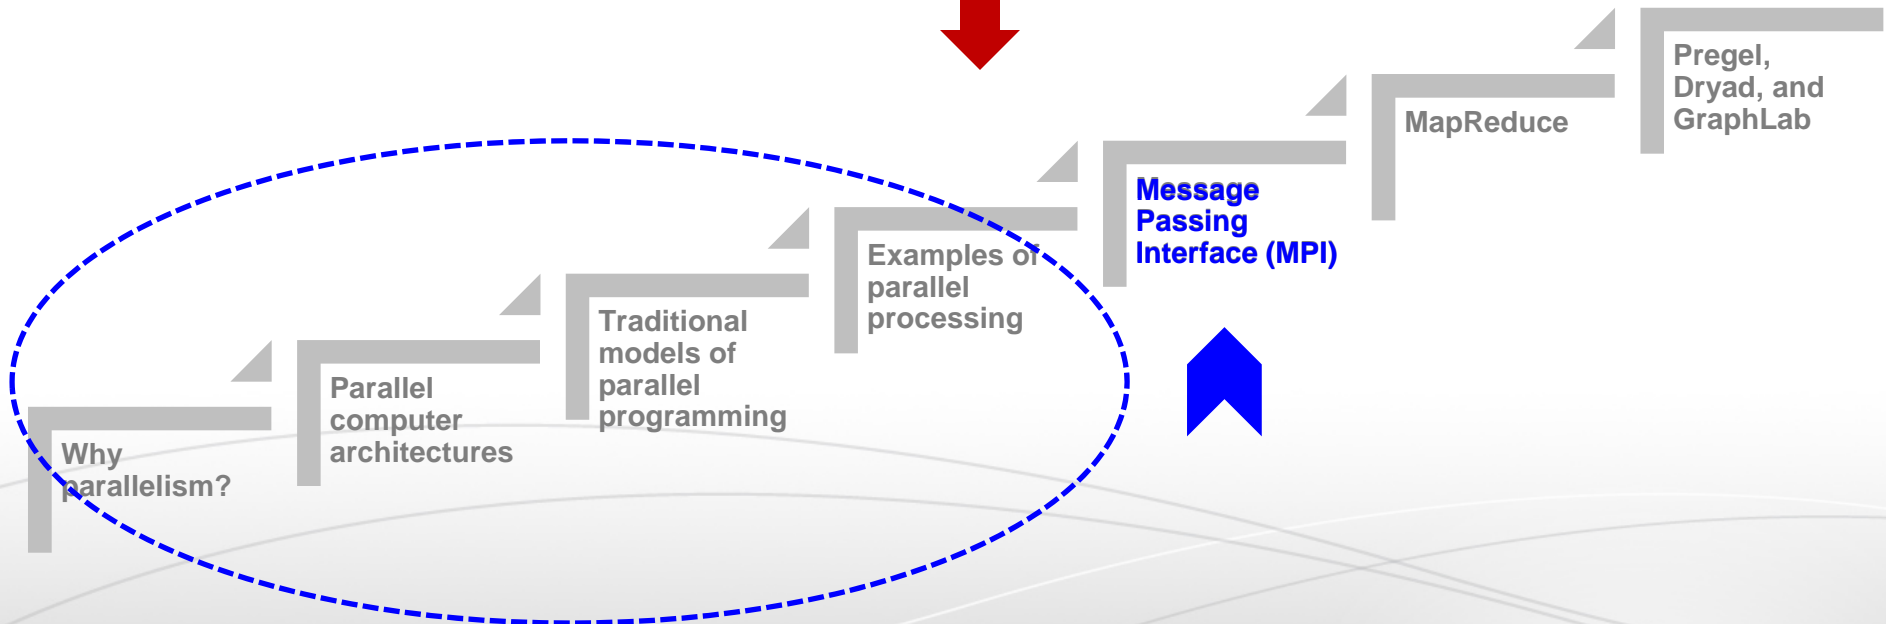 Why
parallelism?
Parallel
computer
architectures
Traditional
models of
parallel
programming
Examples of
parallel
processing
Message
Passing
Interface (MPI)
MapReduce
Pregel,
Dryad, and
GraphLab